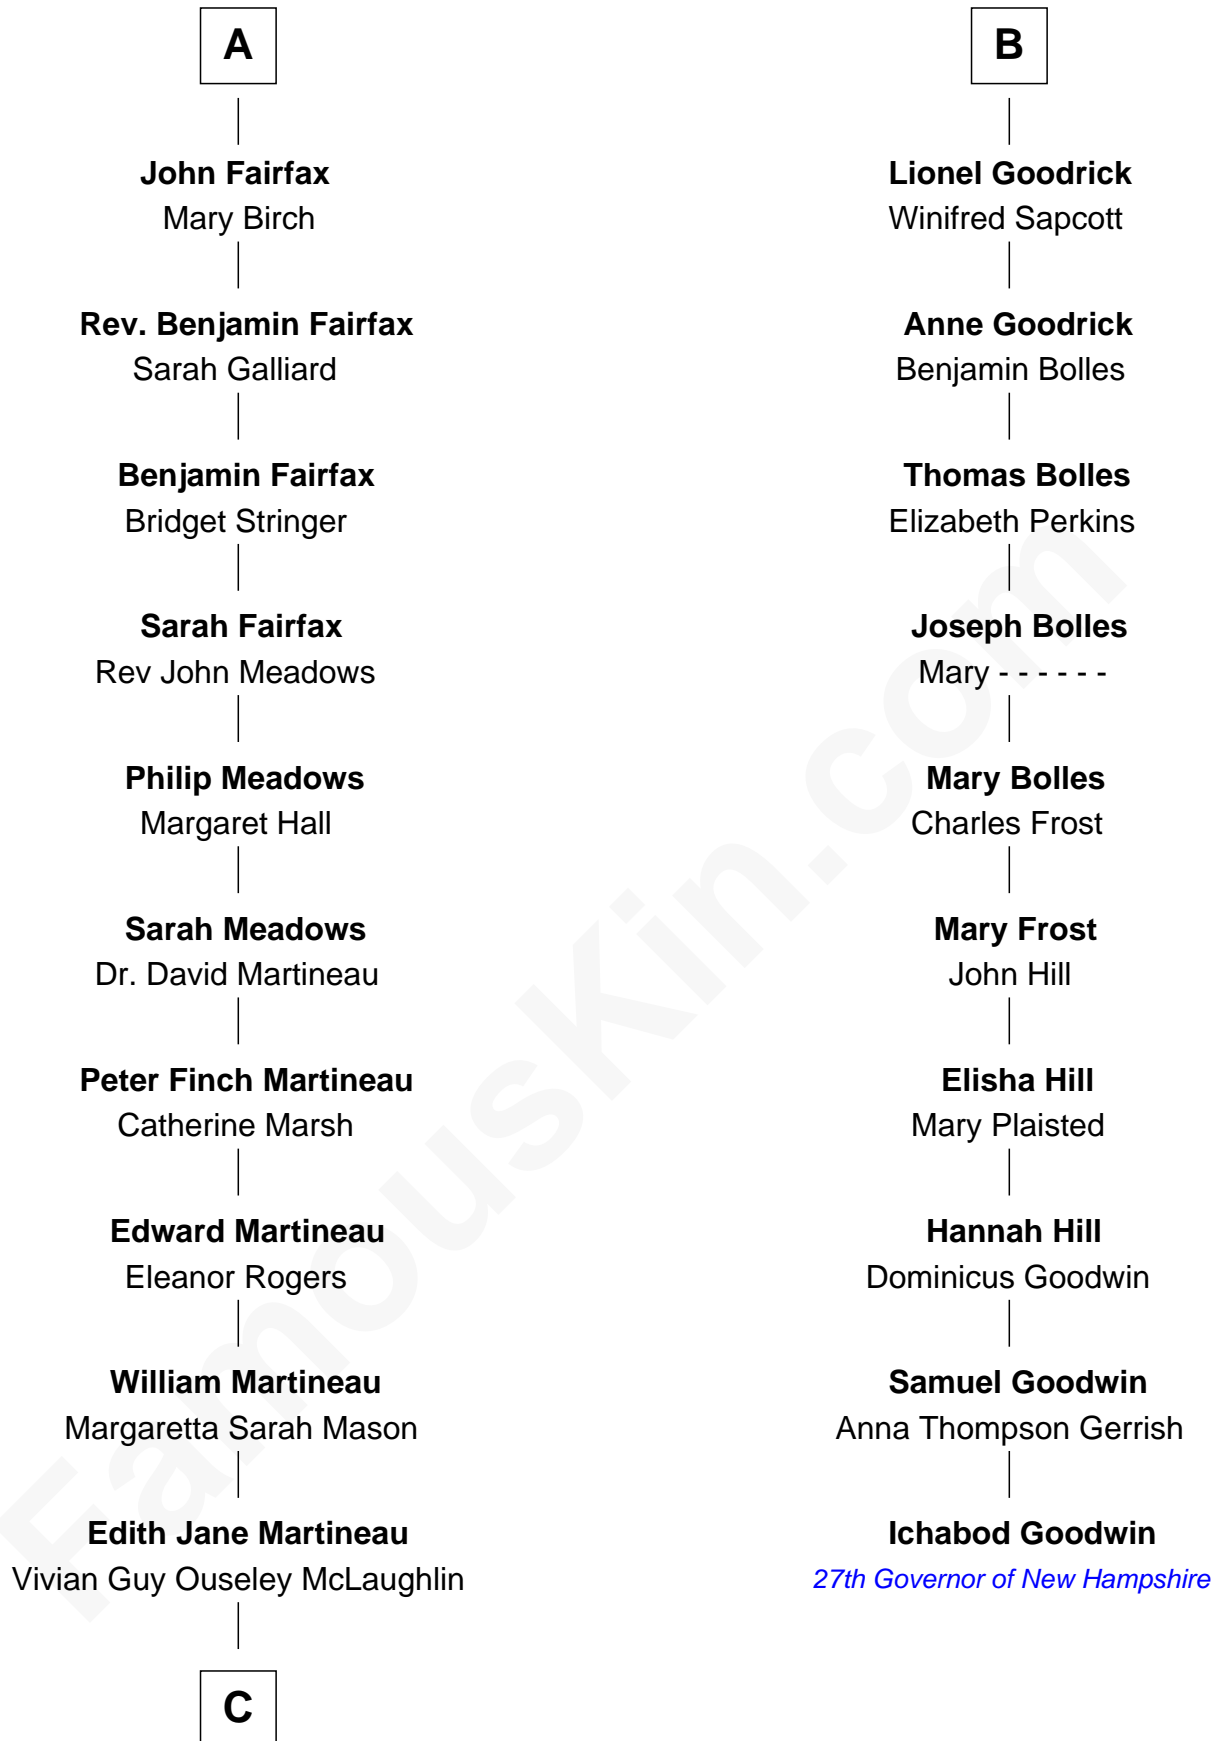 A
John Fairfax
Mary Birch
Rev. Benjamin Fairfax
Sarah Galliard
Benjamin Fairfax
Bridget Stringer
Sarah Fairfax
Rev John Meadows
Philip Meadows
Margaret Hall
Sarah Meadows
Dr. David Martineau
Peter Finch Martineau
Catherine Marsh
Edward Martineau
Eleanor Rogers
William Martineau
Margaretta Sarah Mason
Edith Jane Martineau
Vivian Guy Ouseley McLaughlin
C
B
Lionel Goodrick
Winifred Sapcott
Anne Goodrick
Benjamin Bolles
Thomas Bolles
Elizabeth Perkins
Joseph Bolles
Mary - - - - - -
Mary Bolles
Charles Frost
Mary Frost
John Hill
Elisha Hill
Mary Plaisted
Hannah Hill
Dominicus Goodwin
Samuel Goodwin
Anna Thompson Gerrish
Ichabod Goodwin
27th Governor of New Hampshire
FamousKin.com